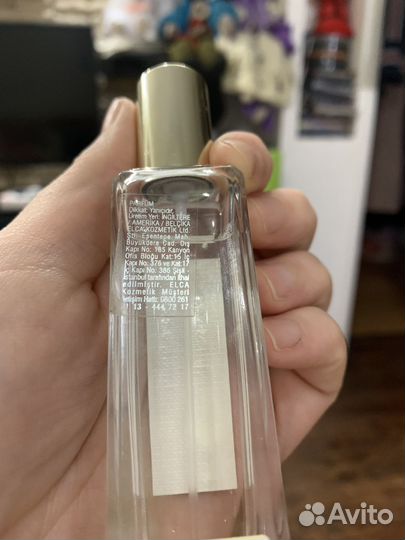 PARFÜM
Dikkat: Yanıcıdır.
Üretim Yeri: İNGİLTERE
/ AMERİKA / BELÇİKA
ELCA KOZMETİK Ltd.
Şti. Esentepe Mah.
Büyükdere Cad. Dış
Kapı No: 185 Kanyon
Ofis Bloğu Kat:16 İç
Kapı No: 376 ve Kat:17
İç Kapı No: 386 Şişli -
İstanbul tarafından ithal
edilmiştir. ELCA
Kozmetik Müşteri
İletişim Hattı: 0800 261
13 - 444 72 17
Avito